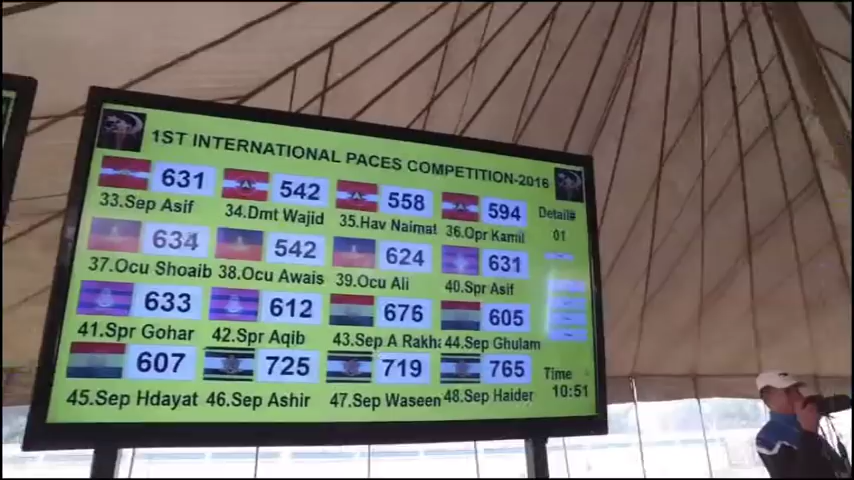 1ST INTERNATIONAL PACES COMPETITION-2016
631 542 558 594
33.Sep Asif 34.Dmt Wajid 35.Hav Naimat 36.Opr Kamil
Details
01
634 542 624 631
37.Ocu Shoaib 38.Ocu Awais 39.Ocu Ali 40.Spr Asif
633 612 675 605
41.Spr Gohar 42.Spr Aqib 43.Sep A Rakha 44.Sep Ghulam
607 725 719 765
45.Sep Hdayat 46.Sep Ashir 47.Sep Waseen 48.Sep Haider
Time
10:51